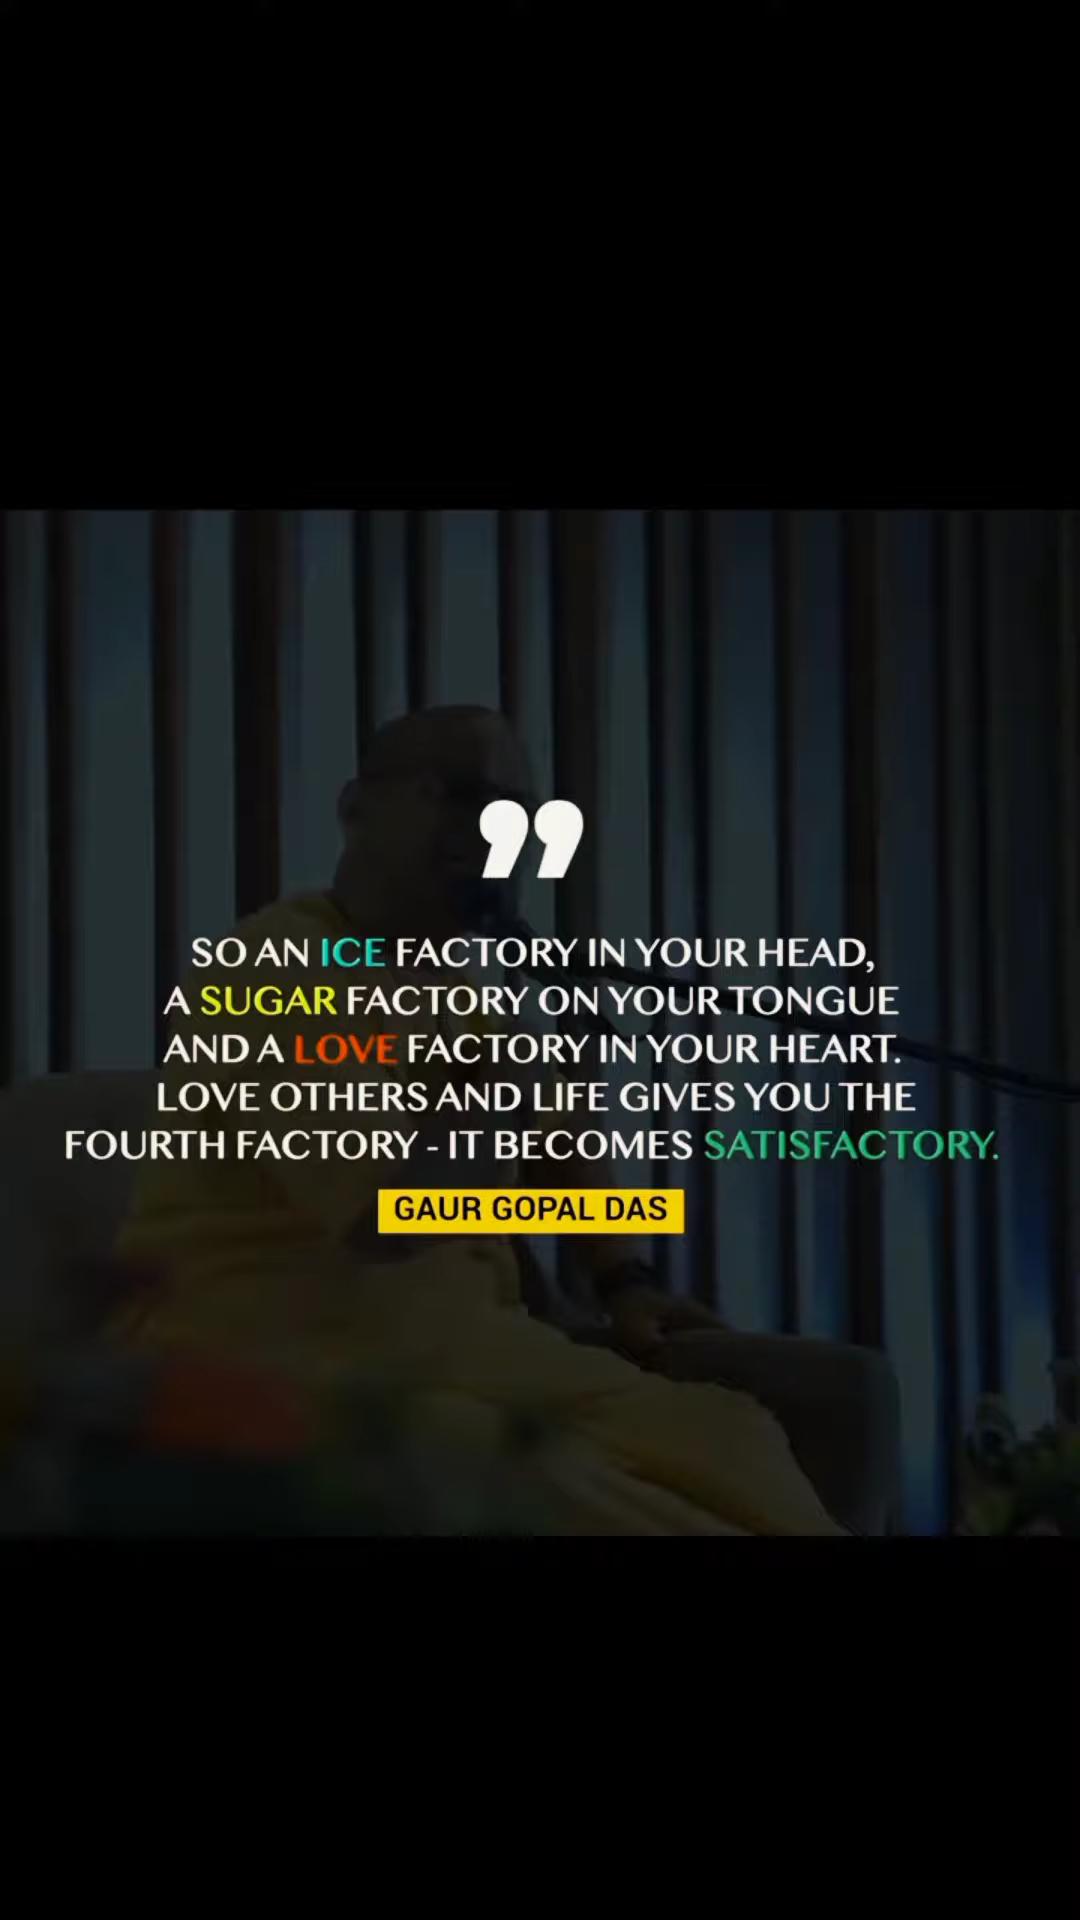 ”
SO AN ICE FACTORY IN YOUR HEAD,
A SUGAR FACTORY ON YOUR TONGUE
AND A LOVE FACTORY IN YOUR HEART.
LOVE OTHERS AND LIFE GIVES YOU THE
FOURTH FACTORY - IT BECOMES SATISFACTORY.
GAUR GOPAL DAS